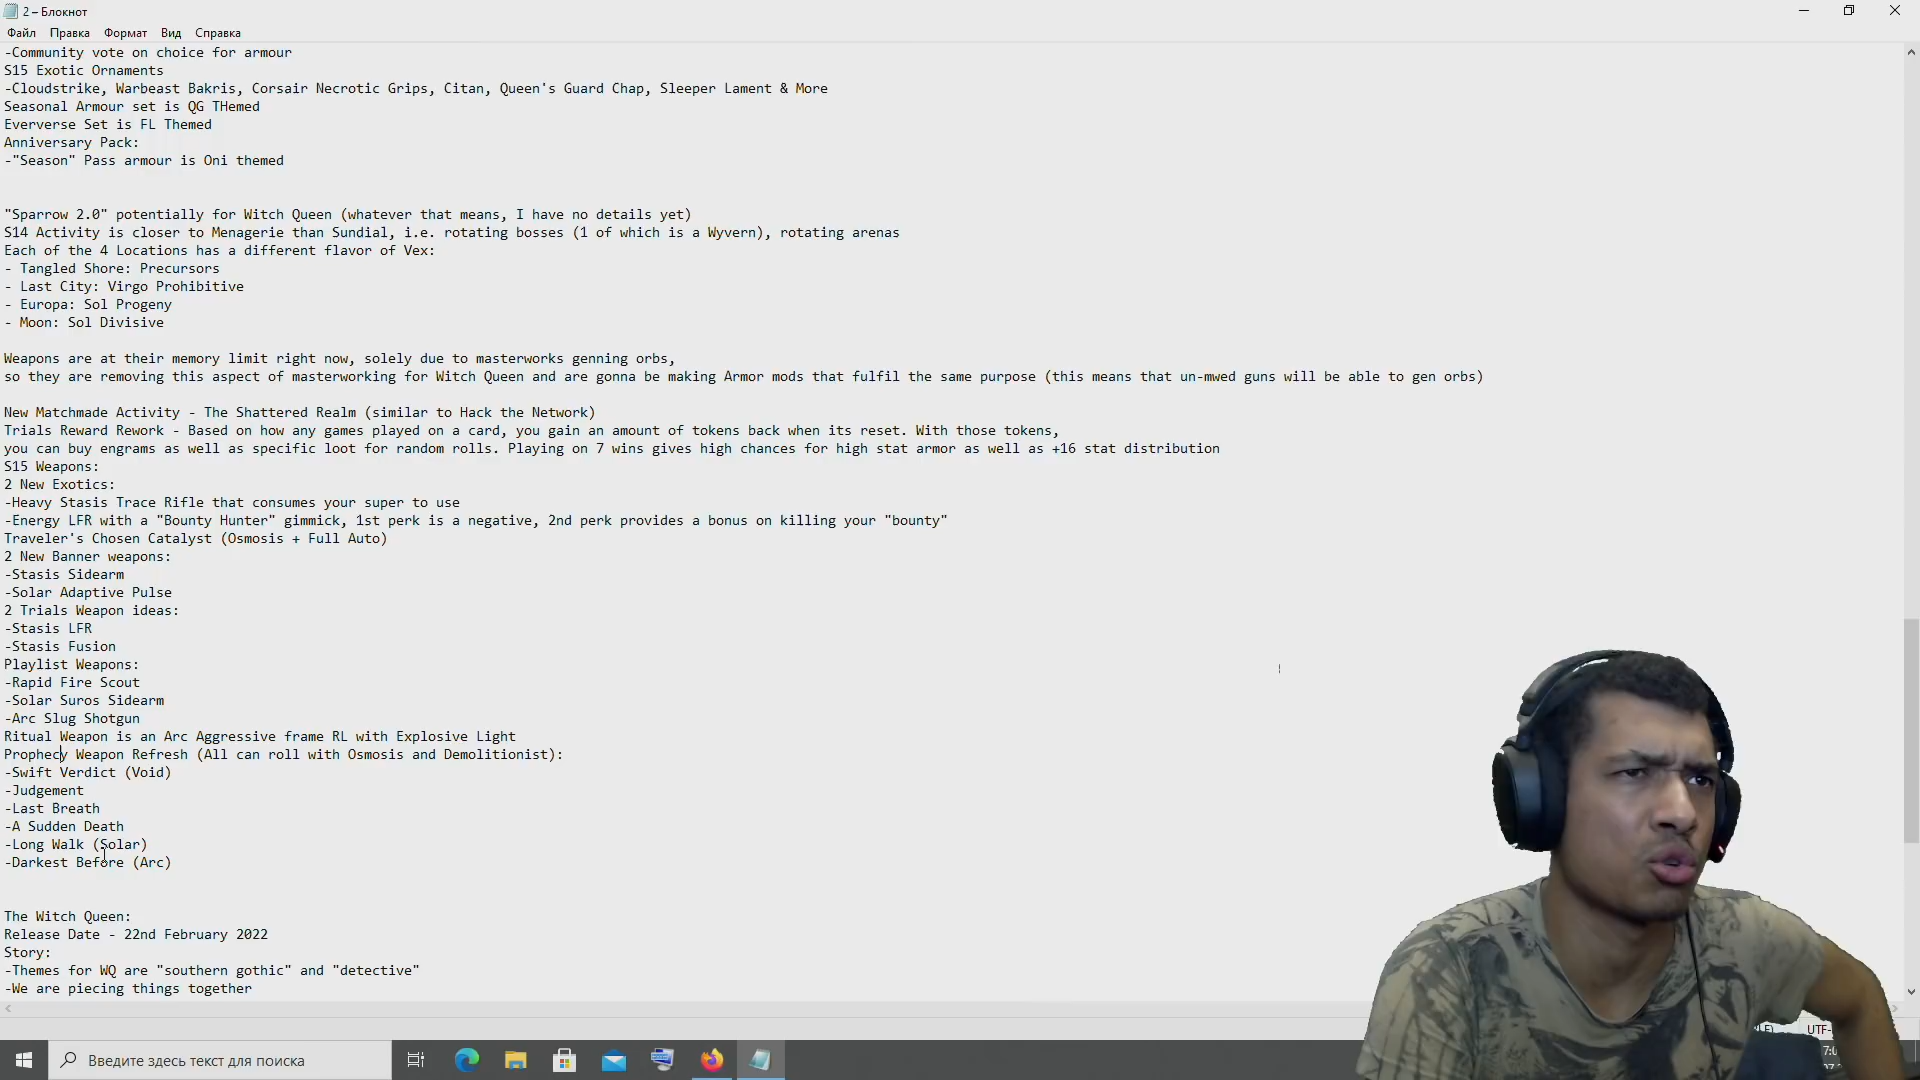 2 – Блокнот
Файл Правка Формат Вид Справка
-Community vote on choice for armour
S15 Exotic Ornaments
-Cloudstrike, Warbeast Bakris, Corsair Necrotic Grips, Citan, Queen's Guard Chap, Sleeper Lament & More
Seasonal Armour set is QG THemed
Eververse Set is FL Themed
Anniversary Pack:
-"Season" Pass armour is Oni themed
"Sparrow 2.0" potentially for Witch Queen (whatever that means, I have no details yet)
S14 Activity is closer to Menagerie than Sundial, i.e. rotating bosses (1 of which is a Wyvern), rotating arenas
Each of the 4 Locations has a different flavor of Vex:
- Tangled Shore: Precursors
- Last City: Virgo Prohibitive
- Europa: Sol Progeny
- Moon: Sol Divisive
Weapons are at their memory limit right now, solely due to masterworks genning orbs,
so they are removing this aspect of masterworking for Witch Queen and are gonna be making Armor mods that fulfil the same purpose (this means that un-mwed guns will be able to gen orbs)
New Matchmade Activity - The Shattered Realm (similar to Hack the Network)
Trials Reward Rework - Based on how any games played on a card, you gain an amount of tokens back when its reset. With those tokens,
you can buy engrams as well as specific loot for random rolls. Playing on 7 wins gives high chances for high stat armor as well as +16 stat distribution
S15 Weapons:
2 New Exotics:
-Heavy Stasis Trace Rifle that consumes your super to use
-Energy LFR with a "Bounty Hunter" gimmick, 1st perk is a negative, 2nd perk provides a bonus on killing your "bounty"
Traveler's Chosen Catalyst (Osmosis + Full Auto)
2 New Banner weapons:
-Stasis Sidearm
-Solar Adaptive Pulse
2 Trials Weapon ideas:
-Stasis LFR
-Stasis Fusion
Playlist Weapons:
-Rapid Fire Scout
-Solar Suros Sidearm
-Arc Slug Shotgun
Ritual Weapon is an Arc Aggressive frame RL with Explosive Light
Prophecy Weapon Refresh (All can roll with Osmosis and Demolitionist):
-Swift Verdict (Void)
-Judgement
-Last Breath
-A Sudden Death
-Long Walk (Solar)
-Darkest Before (Arc)
The Witch Queen:
Release Date - 22nd February 2022
Story:
-Themes for WQ are "southern gothic" and "detective"
-We are piecing things together
Введите здесь текст для поиска